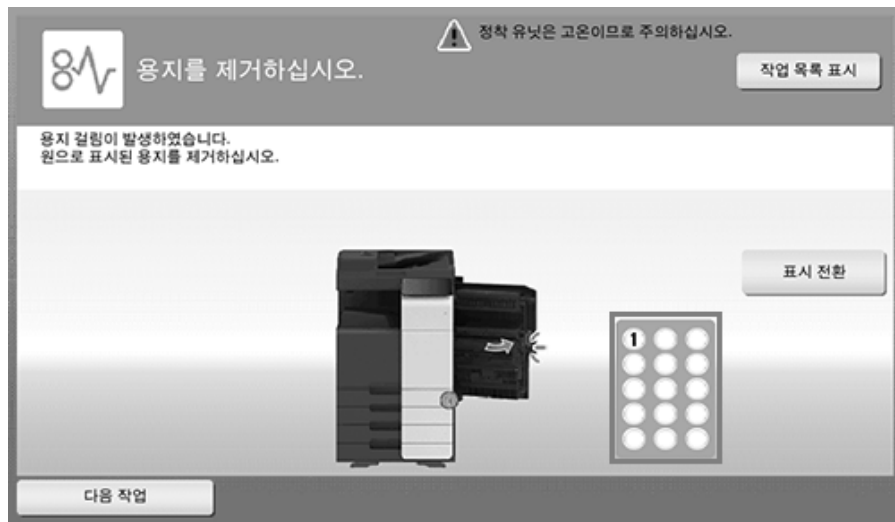 정착 유닛은 고온이므로 주의하십시오.
용지를 제거하십시오.
작업 목록 표시
용지 걸림이 발생하였습니다.
원으로 표시된 용지를 제거하십시오.
표시 전환
1
다음 작업